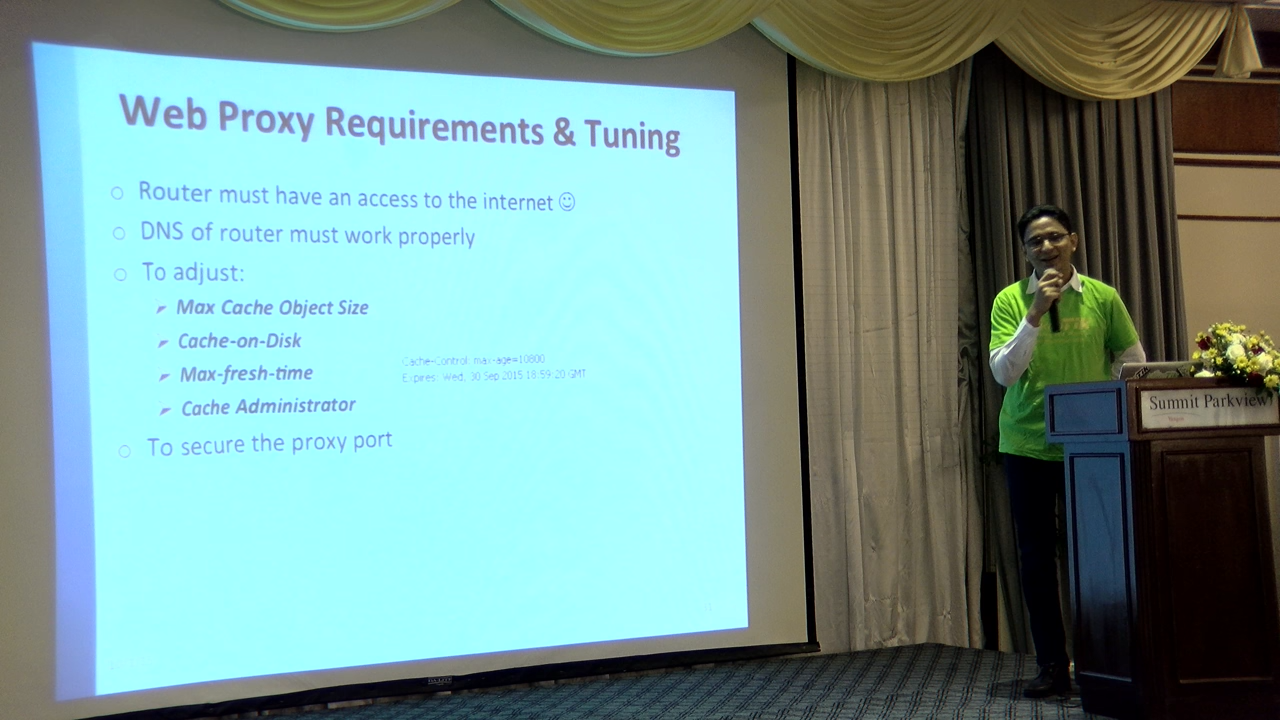 Web Proxy Requirements & Tuning
Router must have an access to the internet ☺
DNS of router must work properly
To adjust:
Max Cache Object Size
Cache-on-Disk
Max-fresh-time
Cache-Control: max-age=10800
Expires: Wed, 30 Sep 2015 18:59:20 GMT
Cache Administrator
To secure the proxy port
Summit Parkview